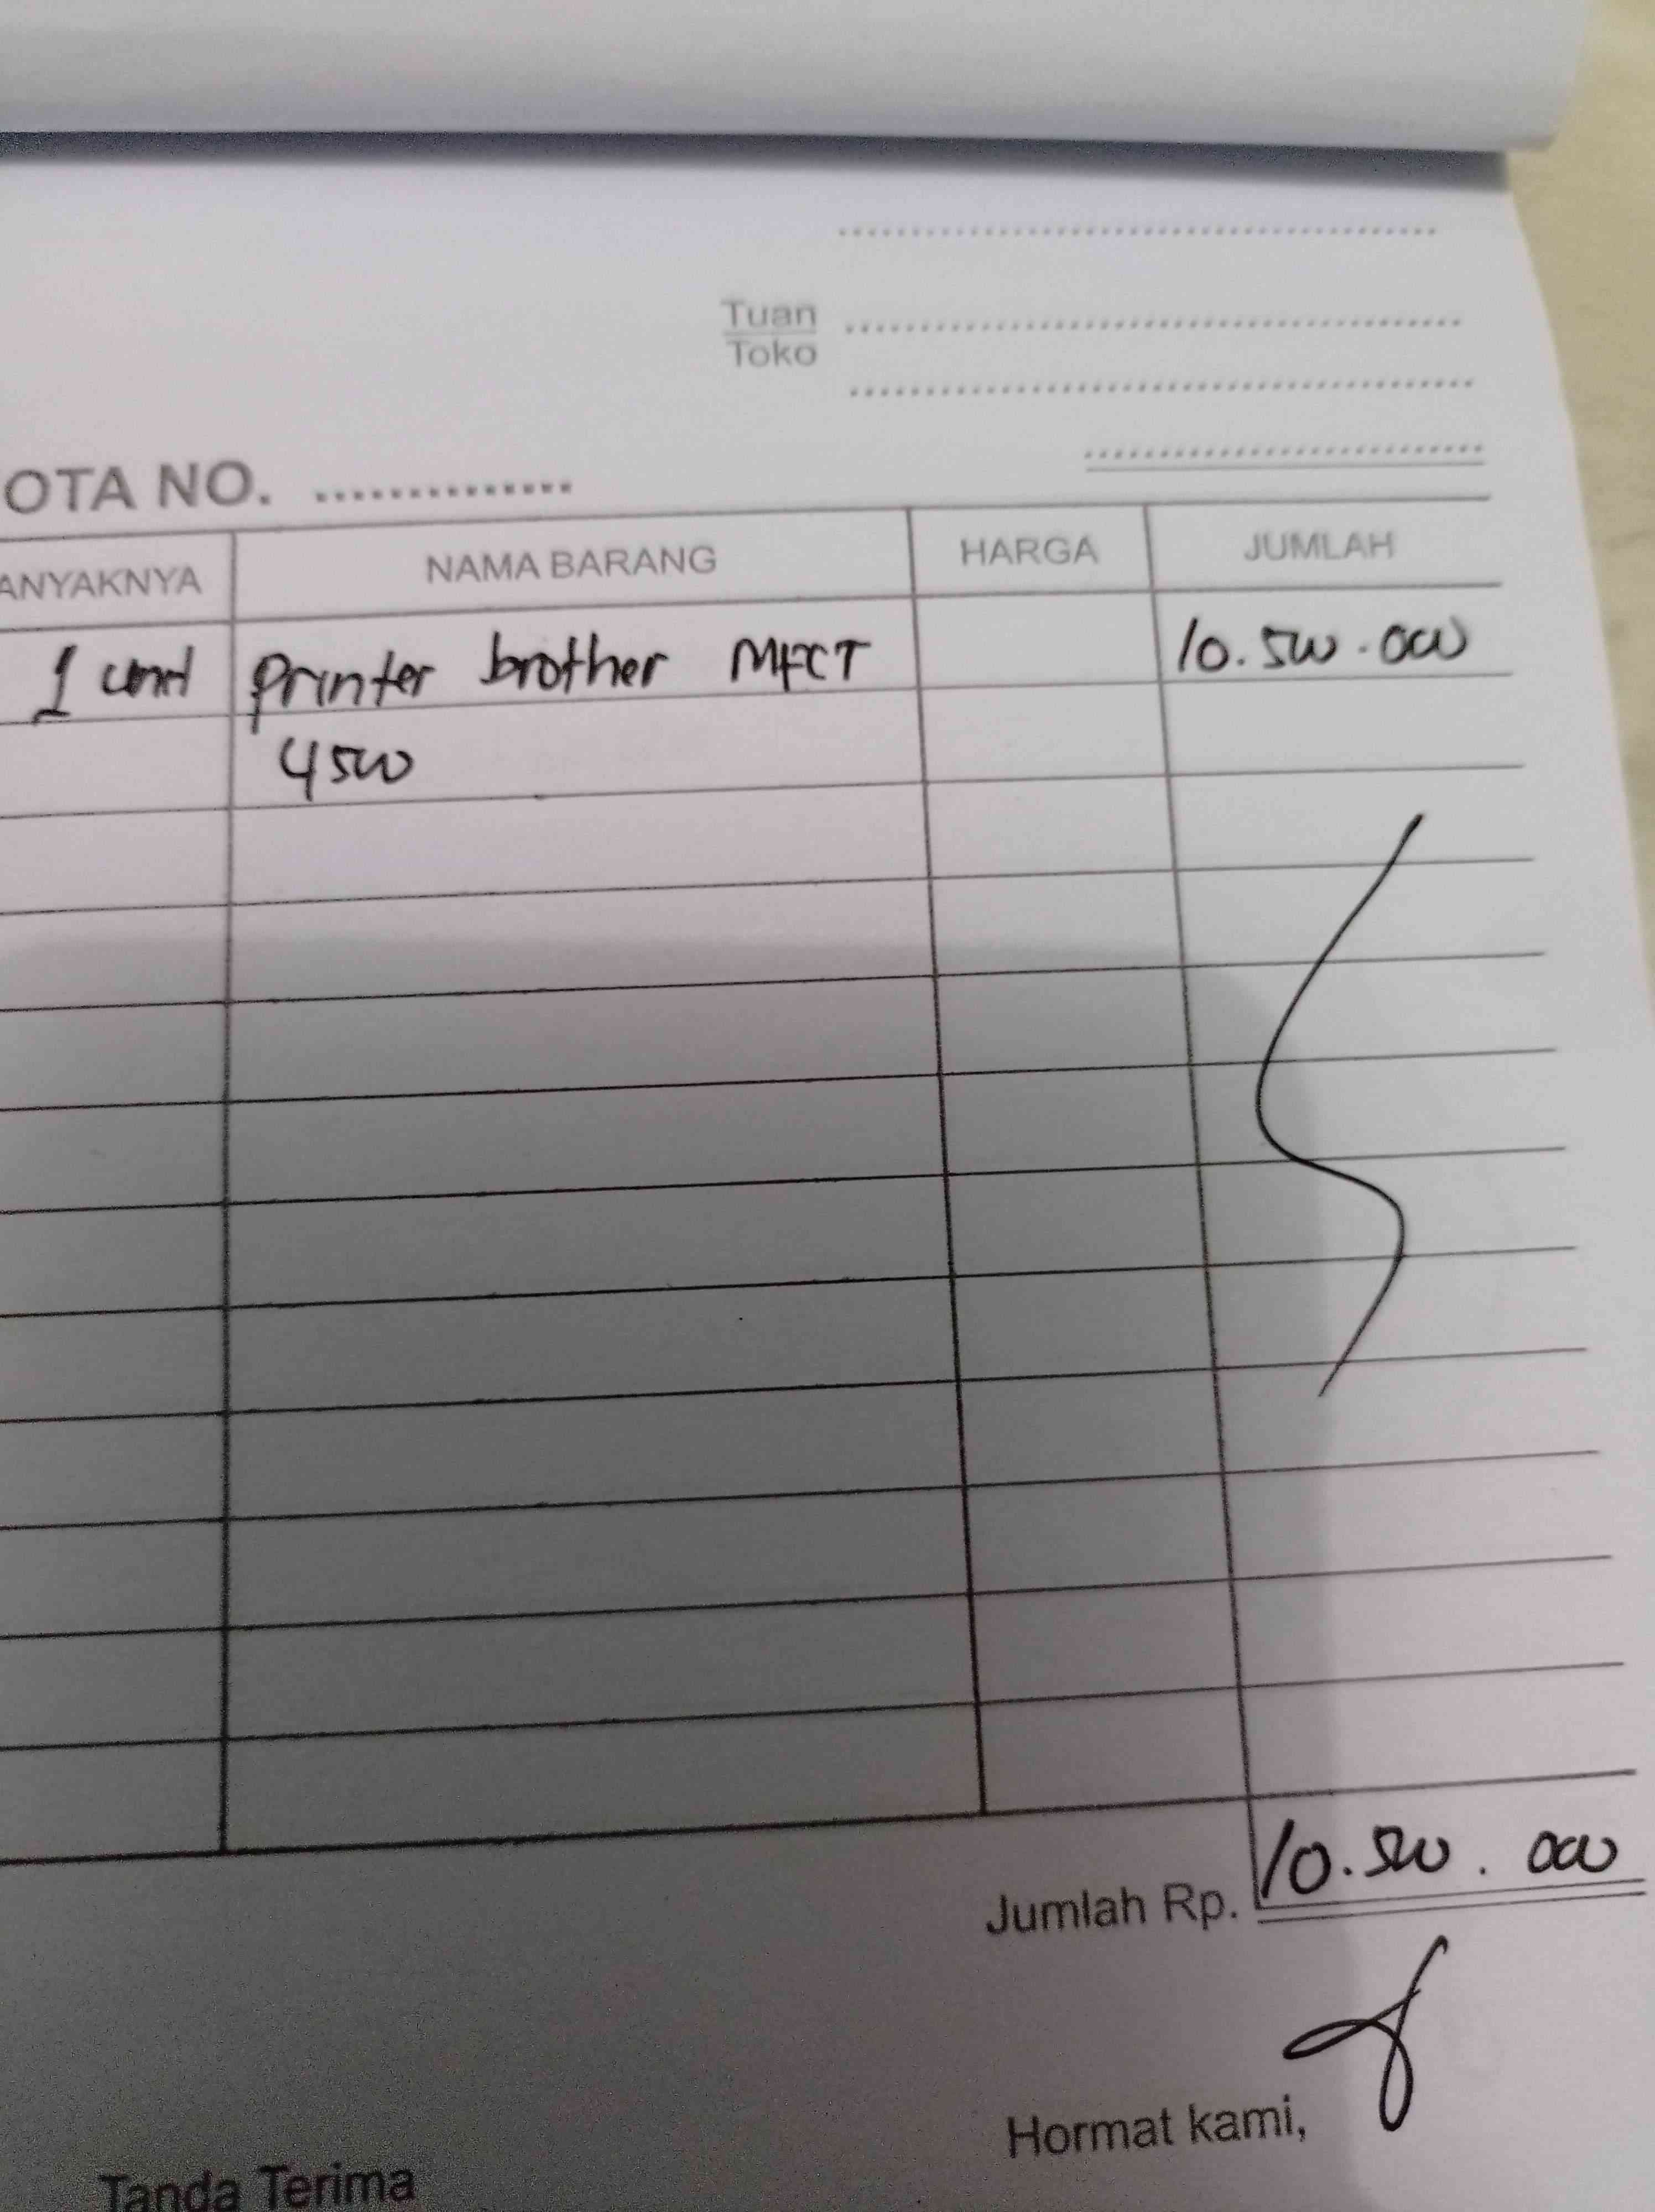 Tuan
Toko
OTA NO. ..............
ANYAKNYA NAMA BARANG HARGA JUMLAH
1 unit Printer brother MFCT 10.500.000
4500
Jumlah Rp. 10.500.000
Hormat kami,
Tanda Terima